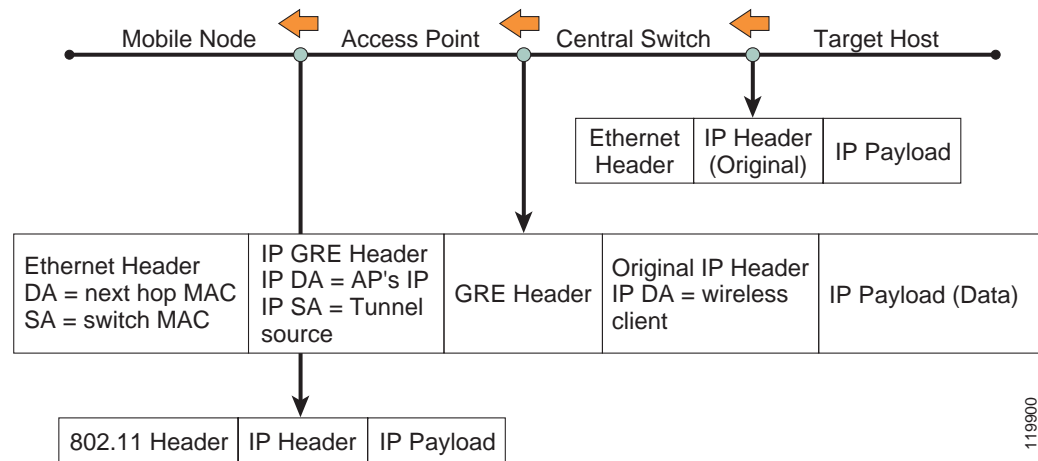 Mobile Node Access Point Central Switch Target Host
Ethernet Header
IP Header (Original)
IP Payload
Ethernet Header
DA = next hop MAC
SA = switch MAC
IP GRE Header
IP DA = AP's IP
IP SA = Tunnel
source
GRE Header
Original IP Header
IP DA = wireless
client
IP Payload (Data)
802.11 Header
IP Header
IP Payload
119900